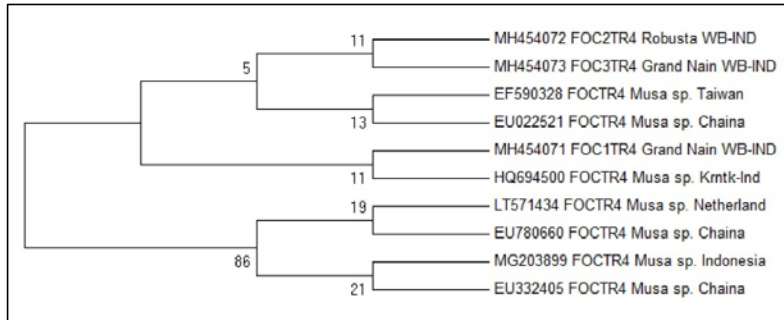 11
MH454072 FOC2TR4 Robusta WB-IND
5
MH454073 FOC3TR4 Grand Nain WB-IND
EF590328 FOCTR4 Musa sp. Taiwan
13
EU022521 FOCTR4 Musa sp. Chaina
MH454071 FOC1TR4 Grand Nain WB-IND
11
HQ694500 FOCTR4 Musa sp. Krntk-Ind
19
LT571434 FOCTR4 Musa sp. Netherland
EU780660 FOCTR4 Musa sp. Chaina
86
MG203899 FOCTR4 Musa sp. Indonesia
21
EU332405 FOCTR4 Musa sp. Chaina